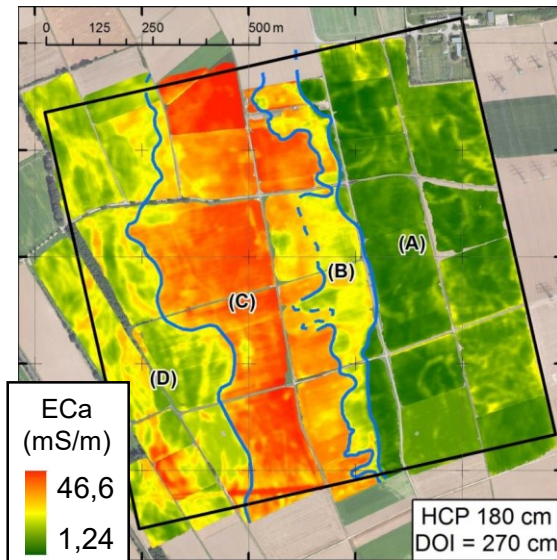 0 125 250 500 m
(A)
(B)
(C)
(D)
ECa
(mS/m)
46,6
1,24
HCP 180 cm
DOI = 270 cm